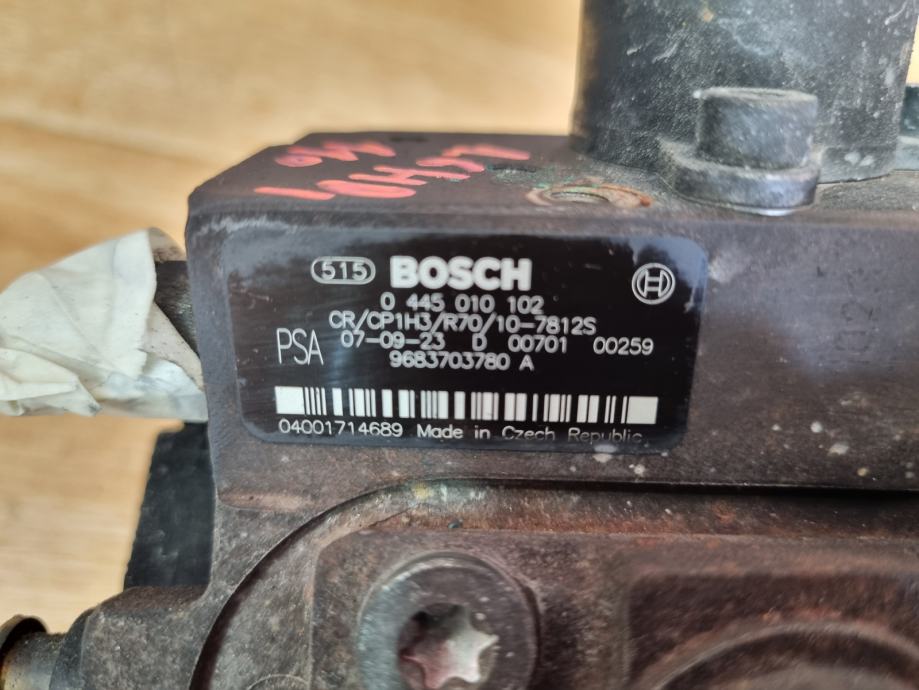 515 BOSCH
0 445 010 102
CR/CP1H3/R70/10-7812S
PSA 07-09-23 D 00701 00259
9683703780 A
04001714689 Made in Czech Republic